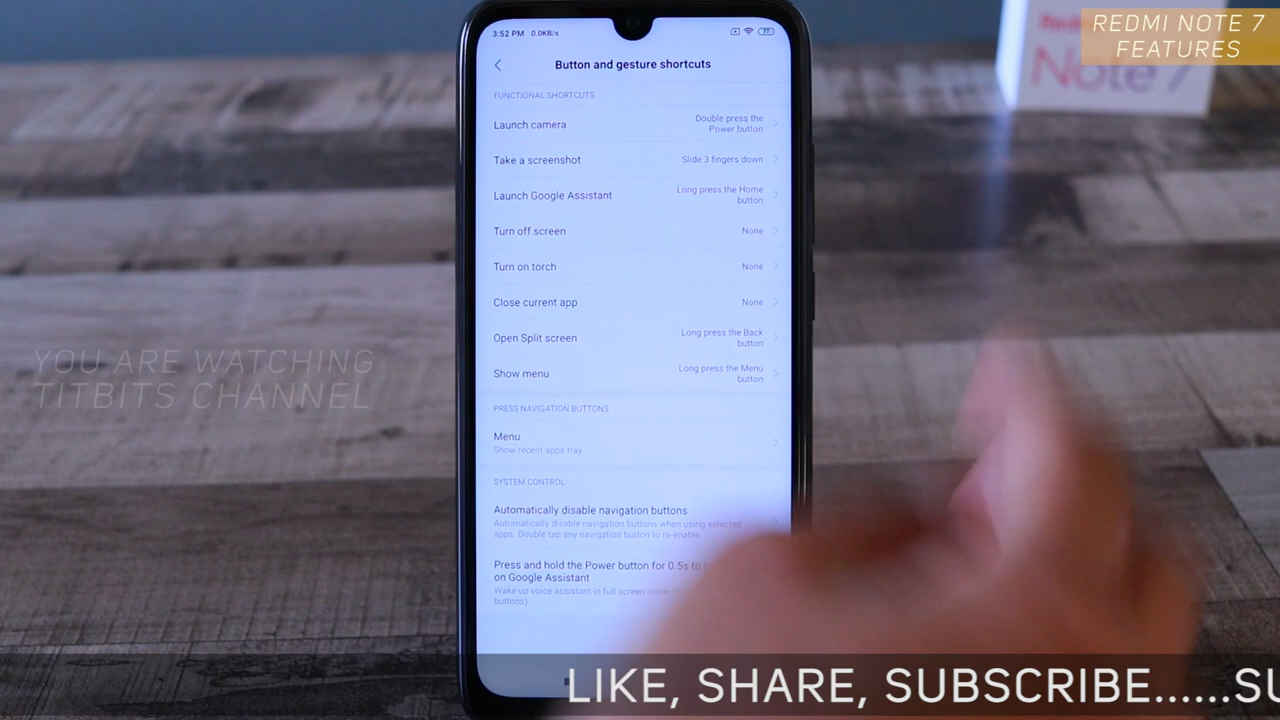 REDMI NOTE 7
FEATURES
Note 7
3:52 PM 0.0KB/s
77
Button and gesture shortcuts
FUNCTIONAL SHORTCUTS
Launch camera
Double press the
Power button
Take a screenshot
Slide 3 fingers down
Launch Google Assistant
Long press the Home
button
Turn off screen
None
Turn on torch
None
Close current app
None
Open Split screen
Long press the Back
button
Show menu
Long press the Menu
button
PRESS NAVIGATION BUTTONS
Menu
Show recent apps tray
SYSTEM CONTROL
Automatically disable navigation buttons
Automatically disable navigation buttons when using selected
apps. Double tap any navigation button to re-enable.
Press and hold the Power button for 0.5s to
on Google Assistant
Wake up voice assistant in full screen mode
buttons)
YOU ARE WATCHING
TITBITS CHANNEL
LIKE, SHARE, SUBSCRIBE......SU